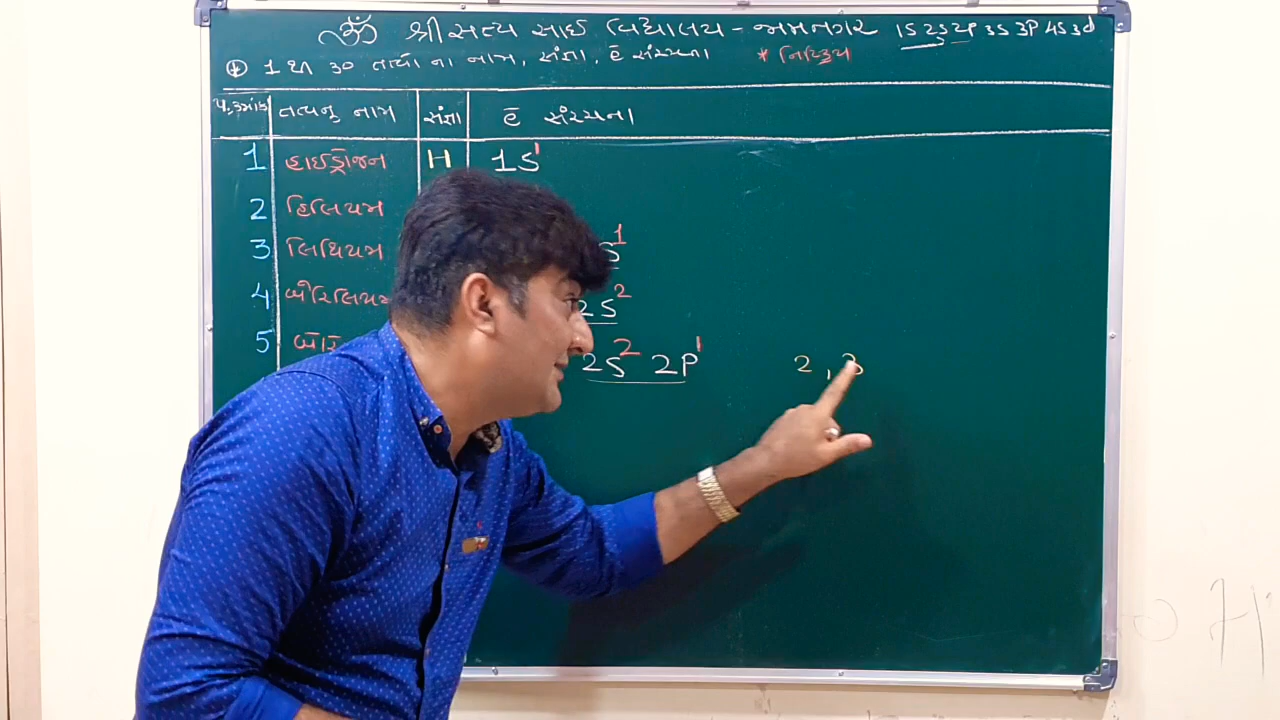 ૐ શ્રી સત્ય સાઈ વિદ્યાલય - જામનગર 1S 2S 2P 3S 3P 4S 3d
* 1 થી 30 તત્વો ના નામ, સંજ્ઞા, ē સંરચના * નિષ્ક્રિય
પ.ક્રમાંક તત્વનુ નામ સંજ્ઞા ē સંરચના
1 હાઈડ્રોજન H 1S¹
2 હિલિયમ
3 લિથિયમ S¹
4 બેરિલિયમ 2S²
5 2S² 2P¹ 2, 3